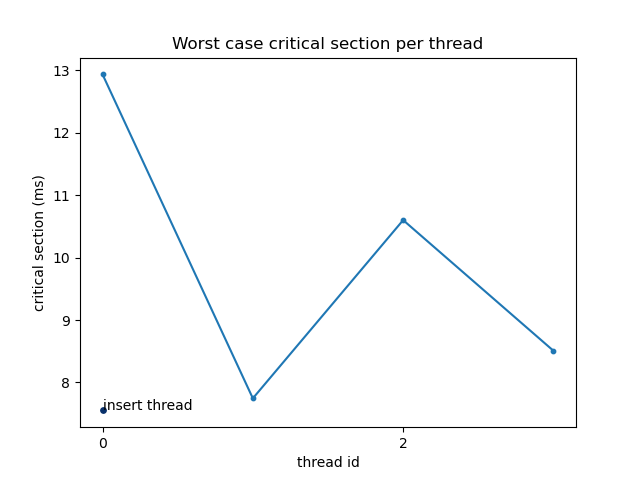 Worst case critical section per thread
critical section (ms)
13
12
11
10
9
8
insert thread
0
2
thread id